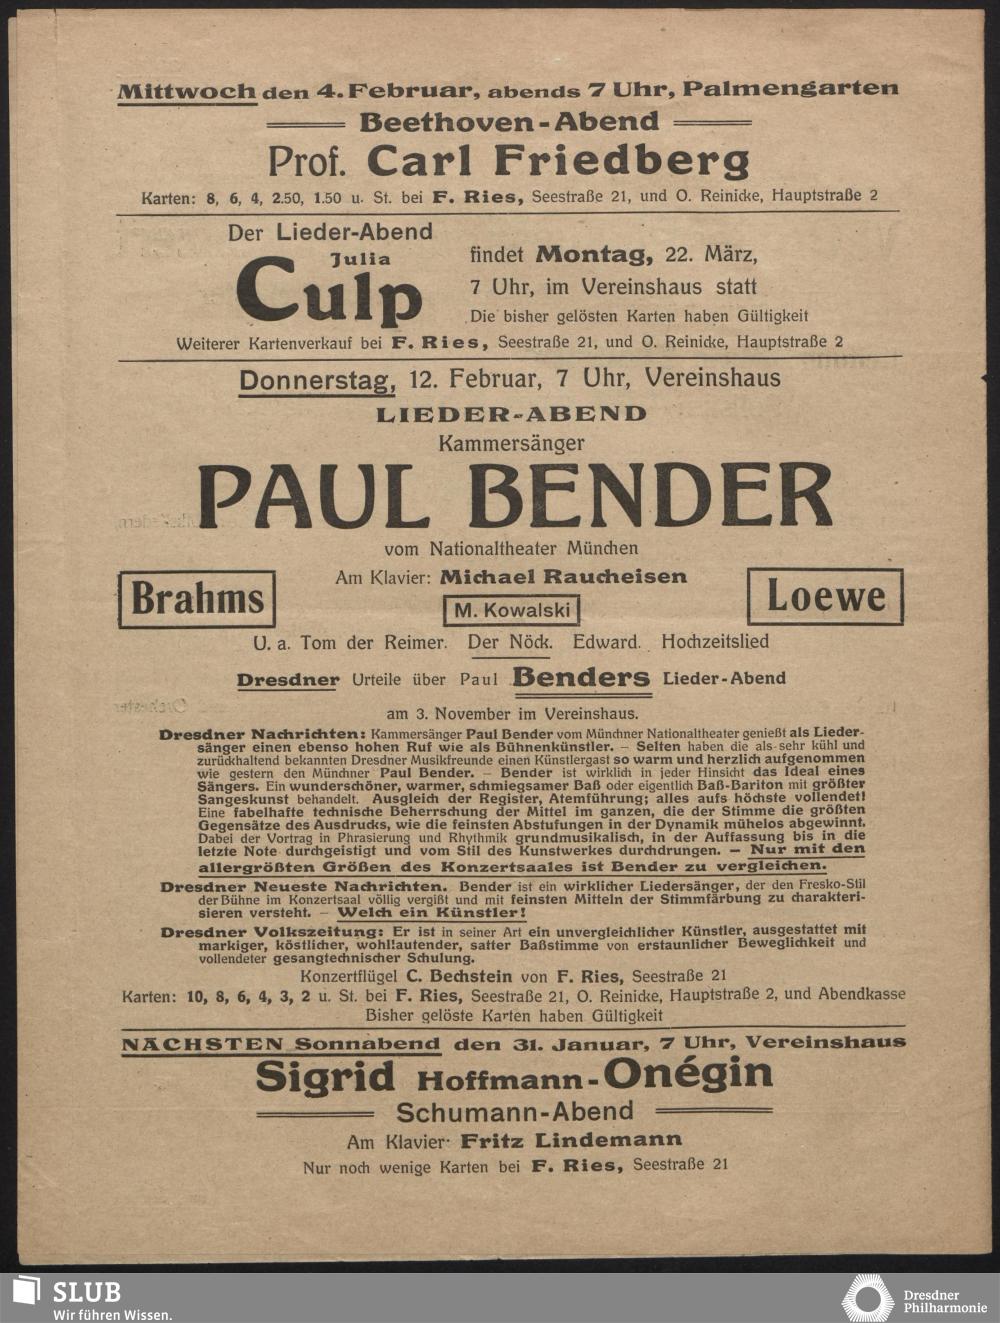 Mittwoch den 4. Februar, abends 7 Uhr, Palmengarten
Beethoven-Abend
Prof. Carl Friedberg
Karten: 8, 6, 4, 2.50, 1.50 u. St. bei F. Ries, Seestraße 21, und O. Reinicke, Hauptstraße 2
Der Lieder-Abend
Julia
Culp
findet Montag, 22. März,
7 Uhr, im Vereinshaus statt
Die bisher gelösten Karten haben Gültigkeit
Weiterer Kartenverkauf bei F. Ries, Seestraße 21, und O. Reinicke, Hauptstraße 2
Donnerstag, 12. Februar, 7 Uhr, Vereinshaus
LIEDER-ABEND
Kammersänger
PAUL BENDER
vom Nationaltheater München
Am Klavier: Michael Raucheisen
Brahms
M. Kowalski
Loewe
U. a. Tom der Reimer. Der Nöck. Edward. Hochzeitslied
Dresdner Urteile über Paul Benders Lieder-Abend
am 3. November im Vereinshaus.
Dresdner Nachrichten: Kammersänger Paul Bender vom Münchner Nationaltheater genießt als Lieder-
sänger einen ebenso hohen Ruf wie als Bühnenkünstler. – Selten haben die als sehr kühl und
zurückhaltend bekannten Dresdner Musikfreunde einen Künstlergast so warm und herzlich aufgenommen
wie gestern den Münchner Paul Bender. – Bender ist wirklich in jeder Hinsicht das Ideal eines
Sängers. Ein wunderschöner, warmer, schmiegsamer Baß oder eigentlich Baß-Bariton mit größter
Sangeskunst behandelt. Ausgleich der Register, Atemführung; alles aufs höchste vollendet!
Eine fabelhafte technische Beherrschung der Mittel im ganzen, die der Stimme die größten
Gegensätze des Ausdrucks, wie die feinsten Abstufungen in der Dynamik mühelos abgewinnt.
Dabei der Vortrag in Phrasierung und Rhythmik grundmusikalisch, in der Auffassung bis in die
letzte Note durchgeistigt und vom Stil des Kunstwerkes durchdrungen. — Nur mit den
allergrößten Größen des Konzertsaales ist Bender zu vergleichen.
Dresdner Neueste Nachrichten. Bender ist ein wirklicher Liedersänger, der den Fresko-Stil
der Bühne im Konzertsaal völlig vergißt und mit feinsten Mitteln der Stimmfärbung zu charakteri-
sieren versteht. – Welch ein Künstler!
Dresdner Volkszeitung: Er ist in seiner Art ein unvergleichlicher Künstler, ausgestattet mit
markiger, köstlicher, wohllautender, satter Baßstimme von erstaunlicher Beweglichkeit und
vollendeter gesangtechnischer Schulung.
Konzertflügel C. Bechstein von F. Ries, Seestraße 21
Karten: 10, 8, 6, 4, 3, 2 u. St. bei F. Ries, Seestraße 21, O. Reinicke, Hauptstraße 2, und Abendkasse
Bisher gelöste Karten haben Gültigkeit
NÄCHSTEN Sonnabend den 31. Januar, 7 Uhr, Vereinshaus
Sigrid Hoffmann-Onégin
Schumann-Abend
Am Klavier: Fritz Lindemann
Nur noch wenige Karten bei F. Ries, Seestraße 21
SLUB
Wir führen Wissen.
Dresdner
Philharmonie